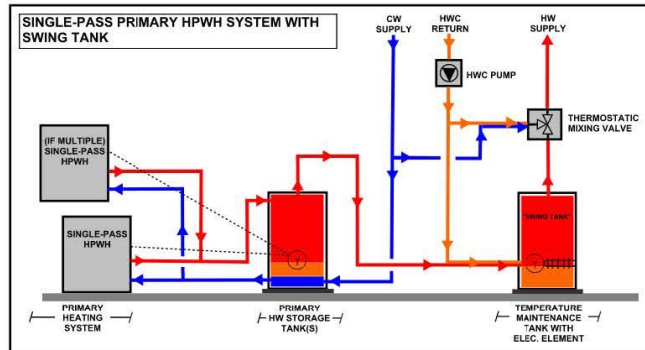 SINGLE-PASS PRIMARY HPWH SYSTEM WITH
SWING TANK
CW
SUPPLY
HWC
RETURN
HW
SUPPLY
HWC PUMP
THERMOSTATIC
MIXING VALVE
(IF MULTIPLE)
SINGLE-PASS
HPWH
SINGLE-PASS
HPWH
T
"SWING TANK"
T
PRIMARY
HEATING
SYSTEM
PRIMARY
HW STORAGE
TANK(S)
TEMPERATURE
MAINTENANCE
TANK WITH
ELEC. ELEMENT